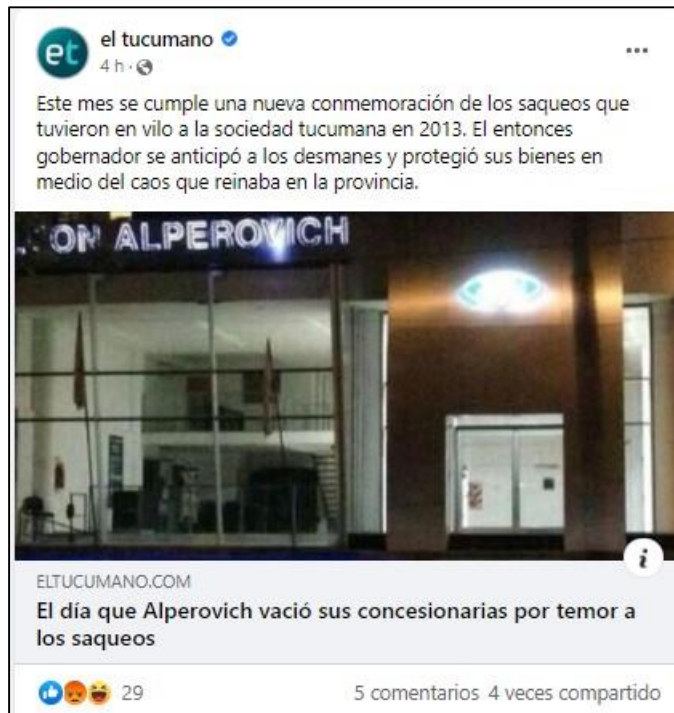 et
el tucumano
4 h ·
Este mes se cumple una nueva conmemoración de los saqueos que
tuvieron en vilo a la sociedad tucumana en 2013. El entonces
gobernador se anticipó a los desmanes y protegió sus bienes en
medio del caos que reinaba en la provincia.
ALPEROVICH
i
ELTUCUMANO.COM
El día que Alperovich vació sus concesionarias por temor a
los saqueos
29
5 comentarios 4 veces compartido